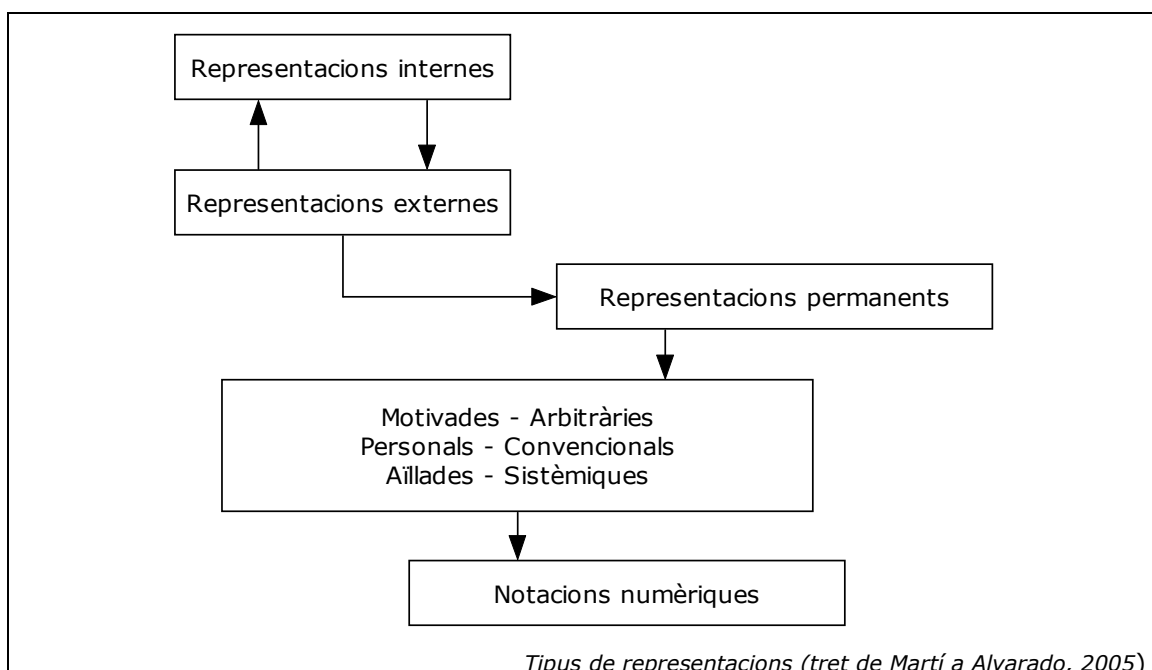 Representacions internes
Representacions externes
Representacions permanents
Motivades - Arbitràries
Personals - Convencionals
Aïllades - Sistèmiques
Notacions numèriques
Tipus de representacions (tret de Martí a Alvarado, 2005)